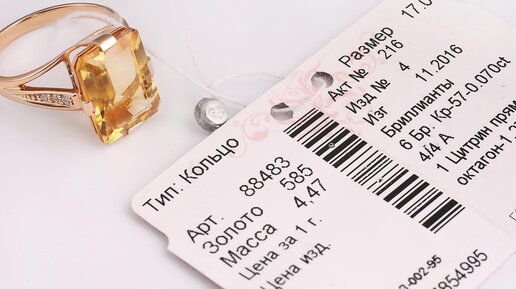 Тип: Кольцо
Арт. 88483
Золото 585
Масса 4,47
Цена за 1 г.
Цена изд.
Размер 17.0
Акт № 216
Изд № 4
Изг 11.2016
Бриллианты
6 Бр. Кр-57-0.070ct
4/4 А
1 Цитрин
октагон-1.